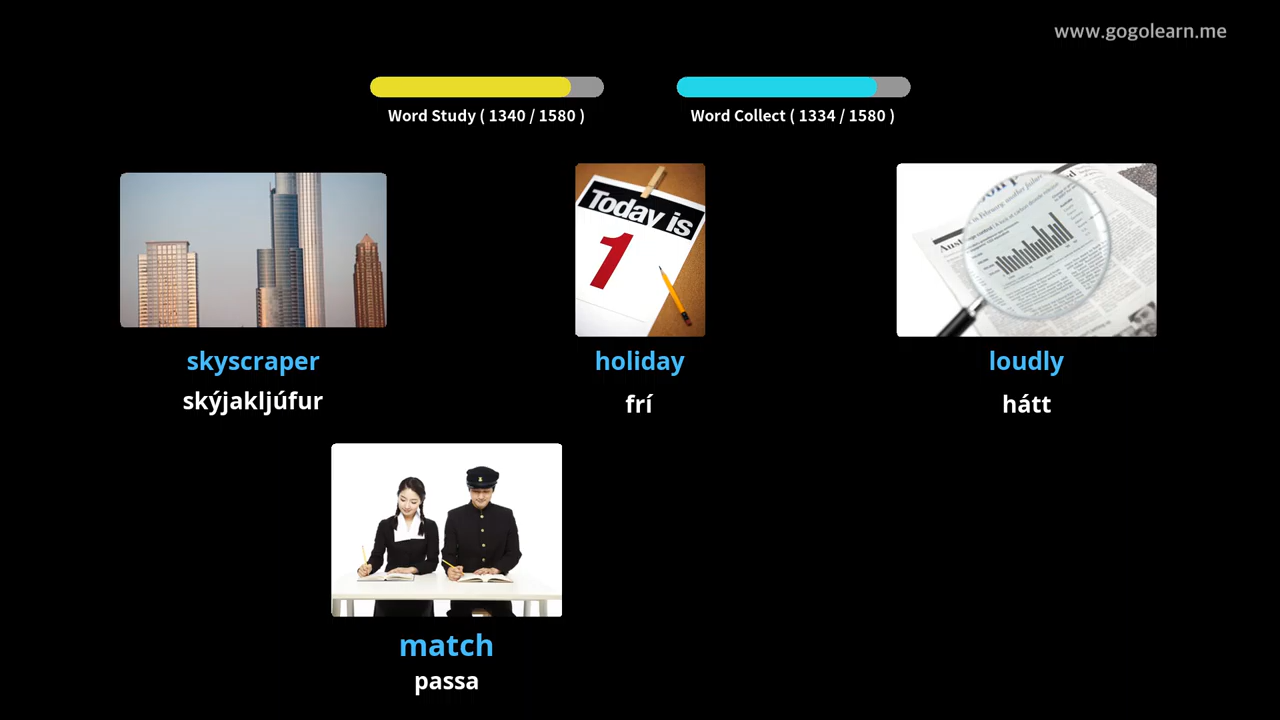 www.gogolearn.me
Word Study ( 1340 / 1580 )
Word Collect ( 1334 / 1580 )
Today is
1
skyscraper
skýjakljúfur
holiday
frí
loudly
hátt
match
passa